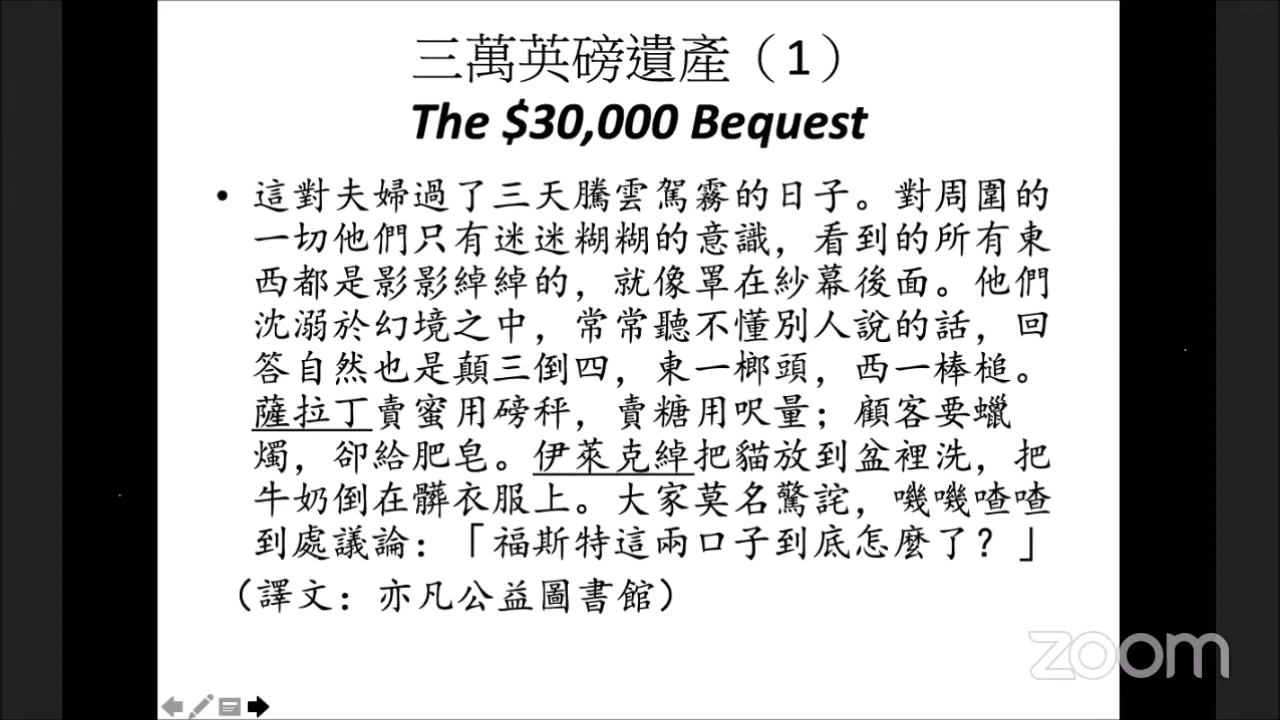 三萬英磅遺產（1）
The $30,000 Bequest
• 這對夫婦過了三天騰雲駕霧的日子。對周圍的
一切他們只有迷迷糊糊的意識，看到的所有東
西都是影影綽綽的，就像罩在紗幕後面。他們
沈溺於幻境之中，常常聽不懂別人說的話，回
答自然也是顛三倒四，東一榔頭，西一棒槌。
薩拉丁賣蜜用磅秤，賣糖用呎量；顧客要蠟
燭，卻給肥皂。伊萊克綽把貓放到盆裡洗，把
牛奶倒在髒衣服上。大家莫名驚詫，嘰嘰喳喳
到處議論：「福斯特這兩口子到底怎麼了？」
（譯文：亦凡公益圖書館）
zoom